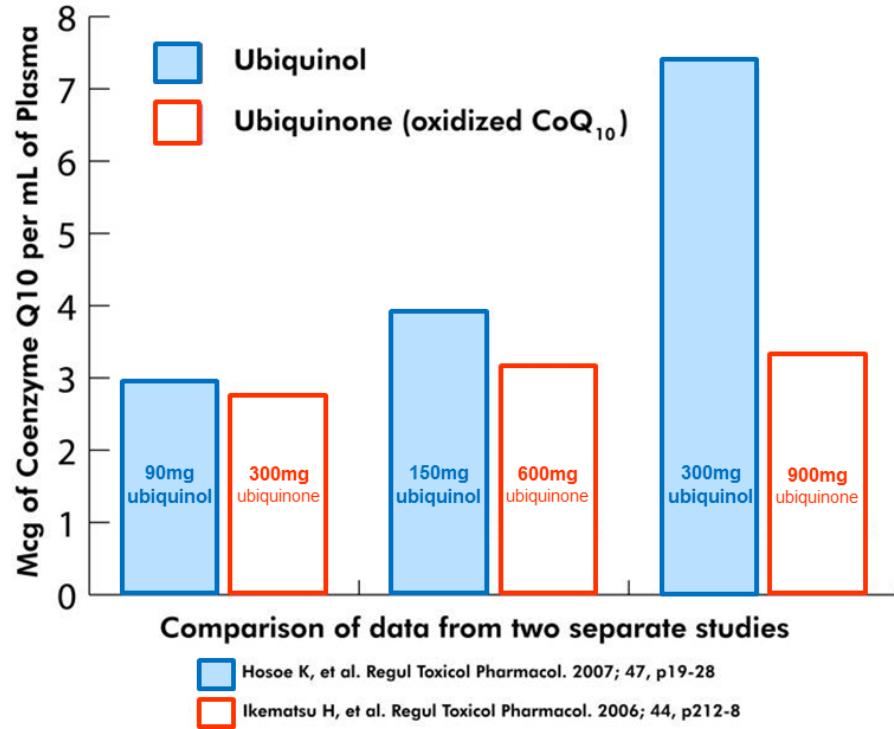 Mcg of Coenzyme Q10 per mL of Plasma
8
7
6
5
4
3
2
1
0
Ubiquinol
Ubiquinone (oxidized CoQ₁₀)
90mg
ubiquinol
300mg
ubiquinone
150mg
ubiquinol
600mg
ubiquinone
300mg
ubiquinol
900mg
ubiquinone
Comparison of data from two separate studies
Hosoe K, et al. Regul Toxicol Pharmacol. 2007; 47, p19-28
Ikematsu H, et al. Regul Toxicol Pharmacol. 2006; 44, p212-8